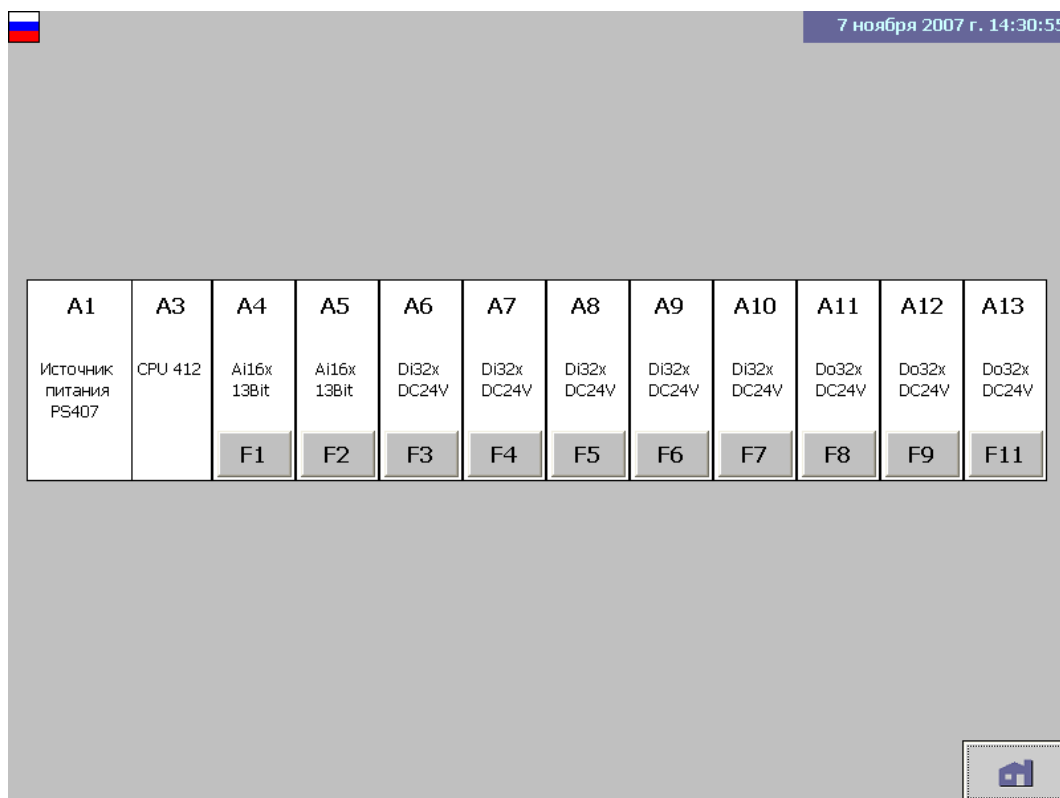 7 ноября 2007 г. 14:30:55
A1 A3 A4 A5 A6 A7 A8 A9 A10 A11 A12 A13
Источник CPU 412 Ai16x Ai16x Di32x Di32x Di32x Di32x Di32x Do32x Do32x Do32x
питания 13Bit 13Bit DC24V DC24V DC24V DC24V DC24V DC24V DC24V DC24V
PS407
F1 F2 F3 F4 F5 F6 F7 F8 F9 F11